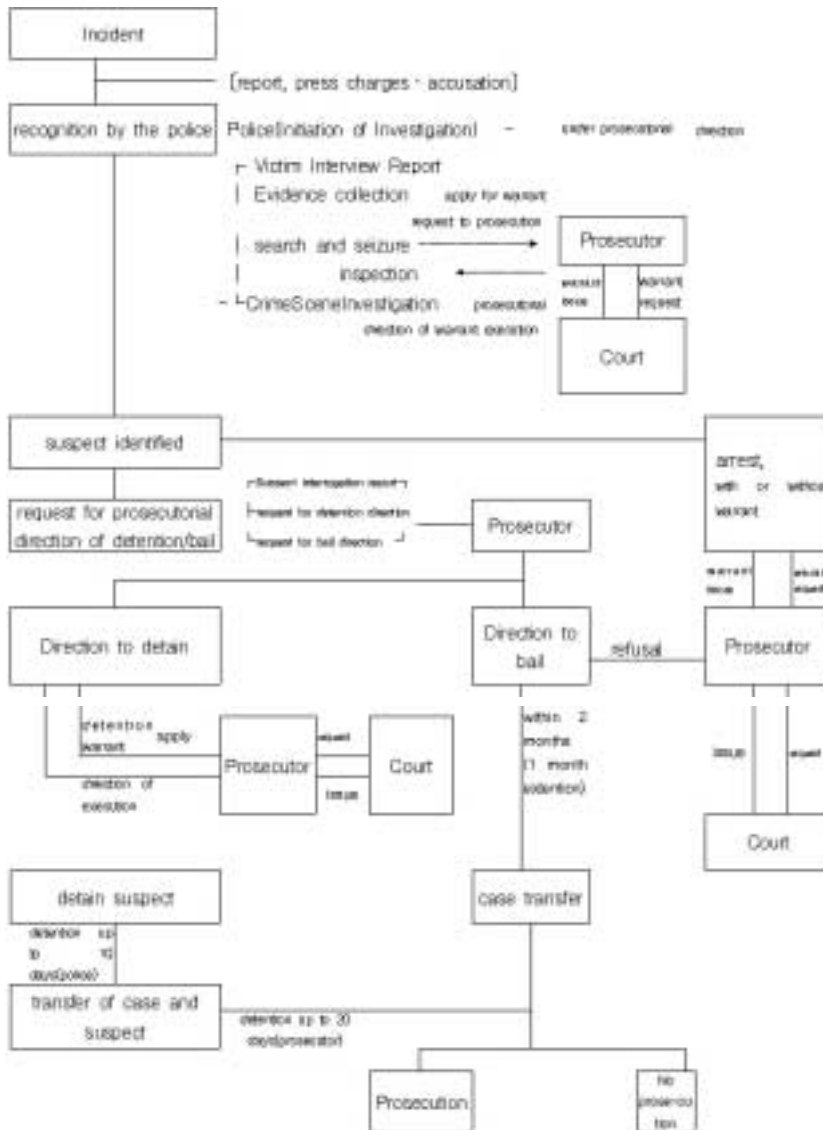 Incident
[report, press charges · accusation]
recognition by the police
Police(Initiation of Investigation) - under prosecutorial direction
Victim Interview Report
Evidence collection apply for warrant
request to prosecution
search and seizure
inspection
CrimeSceneInvestigation prosecutorial
direction of warrant execution
Prosecutor
warrant
issue
warrant
request
Court
suspect identified
arrest,
with or without
warrant
request for prosecutorial
direction of detention/bail
Suspect interrogation report
request for detention direction
request for bail direction
Prosecutor
warrant
issue
Direction to detain
Direction to
bail
refusal
Prosecutor
detention
warrant apply
direction of
execution
Prosecutor
request
issue
Court
within 2
months
(1 month
extention)
issue
request
Court
detain suspect
case transfer
detention up
to 10
days(police)
transfer of case and
suspect
detention up to 20
days(prosecutor)
Prosecution
No
prosecu
tion